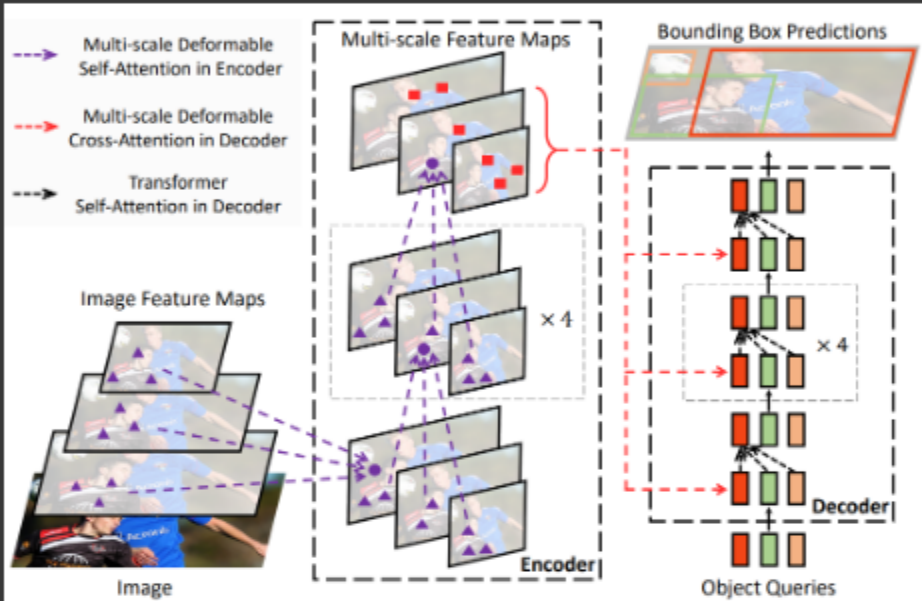 Multi-scale Deformable
Self-Attention in Encoder
Multi-scale Deformable
Cross-Attention in Decoder
Transformer
Self-Attention in Decoder
Multi-scale Feature Maps
Bounding Box Predictions
Image Feature Maps
× 4
× 4
Encoder
Decoder
Image
Object Queries